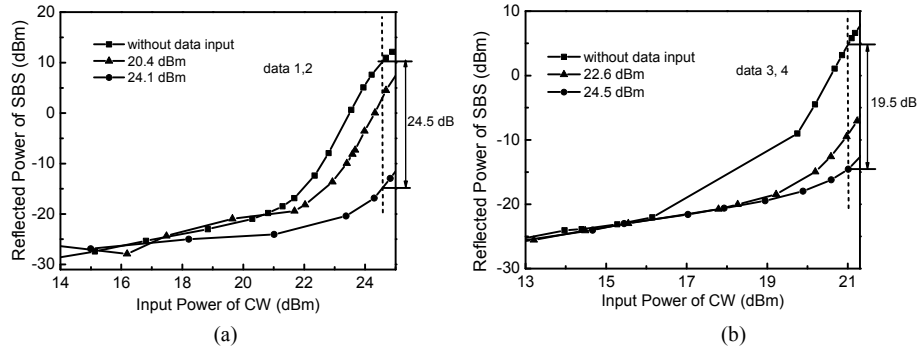 Reflected Power of SBS (dBm)
20
10
0
-10
-20
-30
without data input
20.4 dBm
24.1 dBm
data 1,2
24.5 dB
14 16 18 20 22 24
Input Power of CW (dBm)
(a)
Reflected Power of SBS (dBm)
10
0
-10
-20
-30
without data input
22.6 dBm
24.5 dBm
data 3, 4
19.5 dB
13 15 17 19 21
Input Power of CW (dBm)
(b)